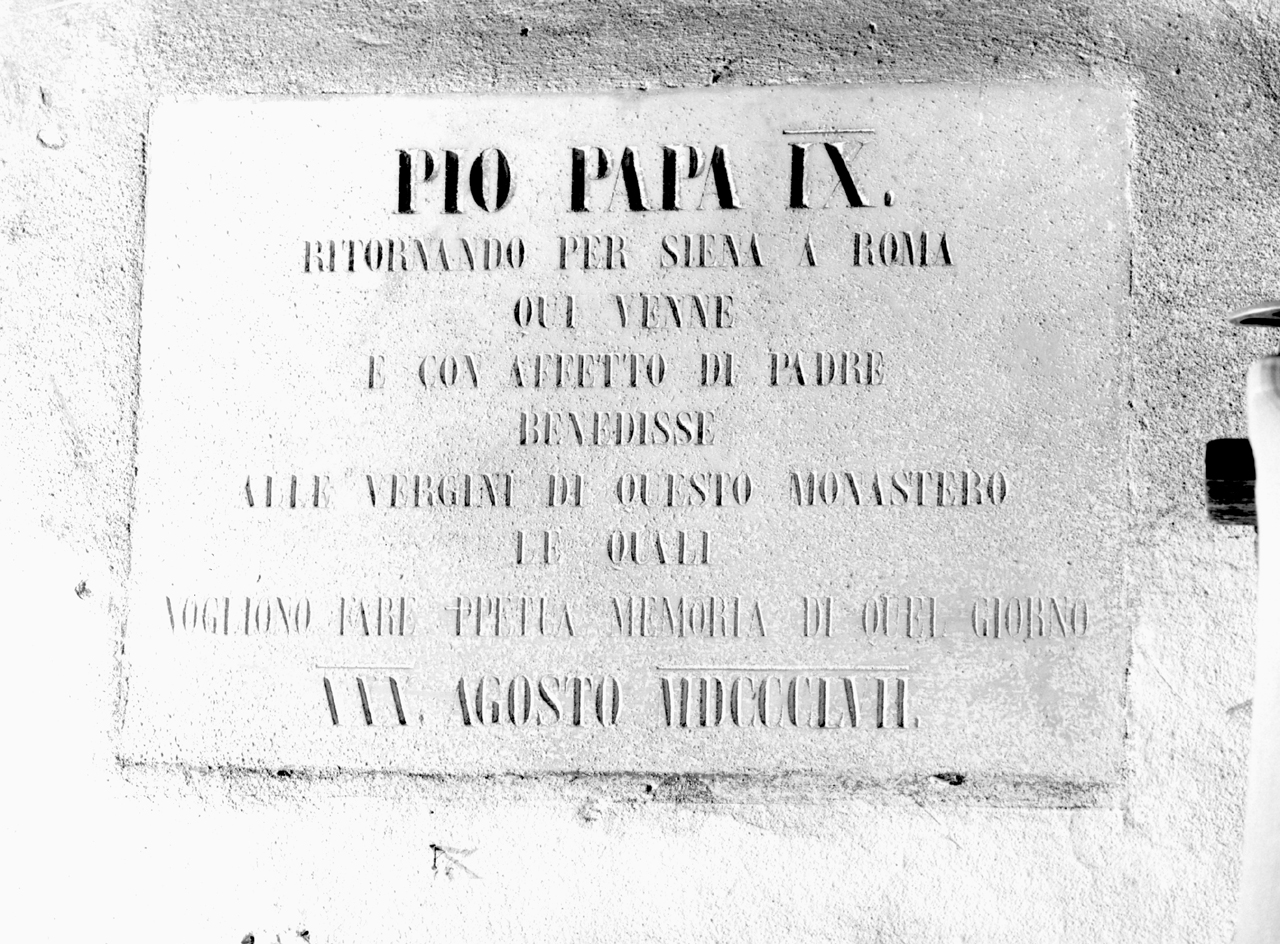 PIO PAPA IX.
RITORNANDO PER SIENA A ROMA
QUI VENNE
E CON AFFETTO DI PADRE
BENEDISSE
ALLE VERGINI DI QUESTO MONASTERO
LE QUALI
VOGLIONO FARE PPETUA MEMORIA DI QUEL GIORNO
XXX. AGOSTO MDCCCLVII.